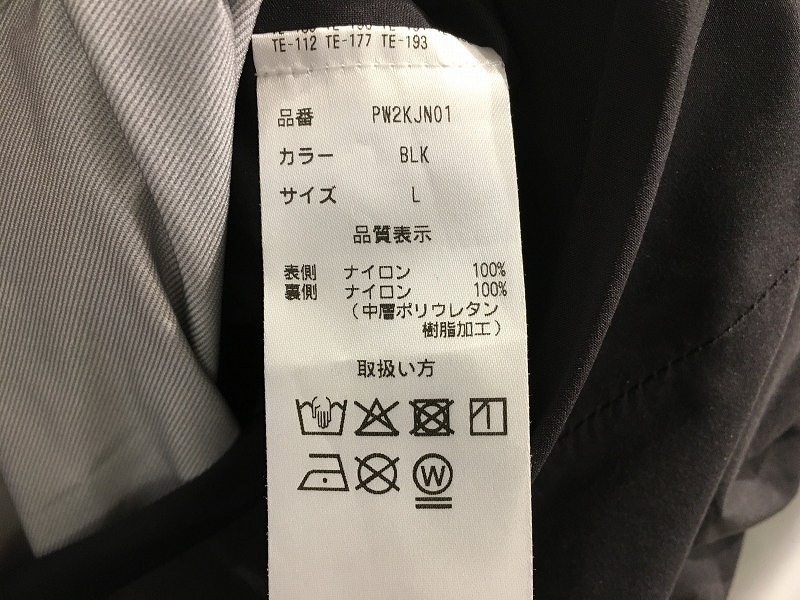 TE-112 TE-177 TE-193
品番 PW2KJN01
カラー BLK
サイズ L
品質表示
表側 ナイロン 100%
裏側 ナイロン 100%
（中層ポリウレタン
樹脂加工）
取扱い方
W